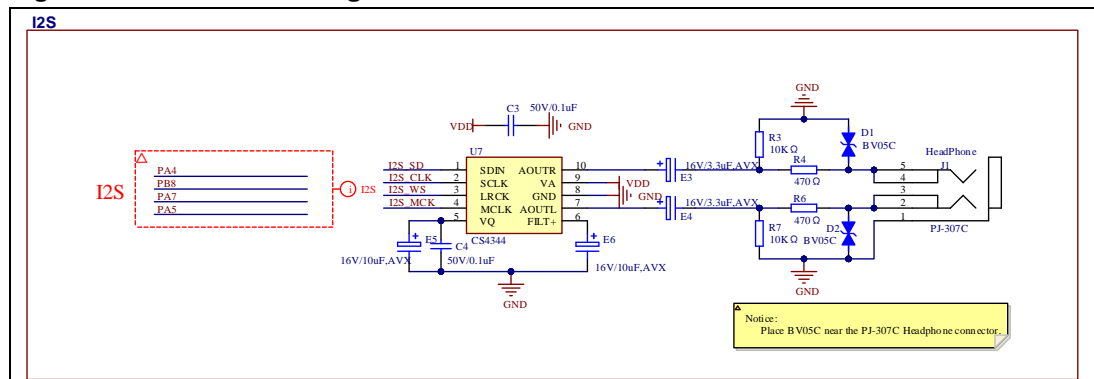 I2S
GND
C3 50V/0.1uF
VDD GND
U7
R3
10KΩ
D1
BV05C
R4
470Ω
HeadPhone
J1
I2S
PA4
PB8
PA7
PA5
i I2S
I2S_SD 1 SDIN AOUTR 10
I2S_CLK 2 SCLK VA 9 VDD
I2S_WS 3 LRCK GND 8 GND
I2S_MCK 4 MCLK AOUTL 7
5 VQ FILT+ 6
CS4344
+ E3 16V/3.3uF,AVX
+ E4 16V/3.3uF,AVX
5
4
3
2
1
PJ-307C
R6
470Ω
R7
10KΩ
D2
BV05C
+ E5
16V/10uF,AVX
C4
50V/0.1uF
+ E6
16V/10uF,AVX
GND
GND
Notice:
Place BV05C near the PJ-307C Headphone connector.